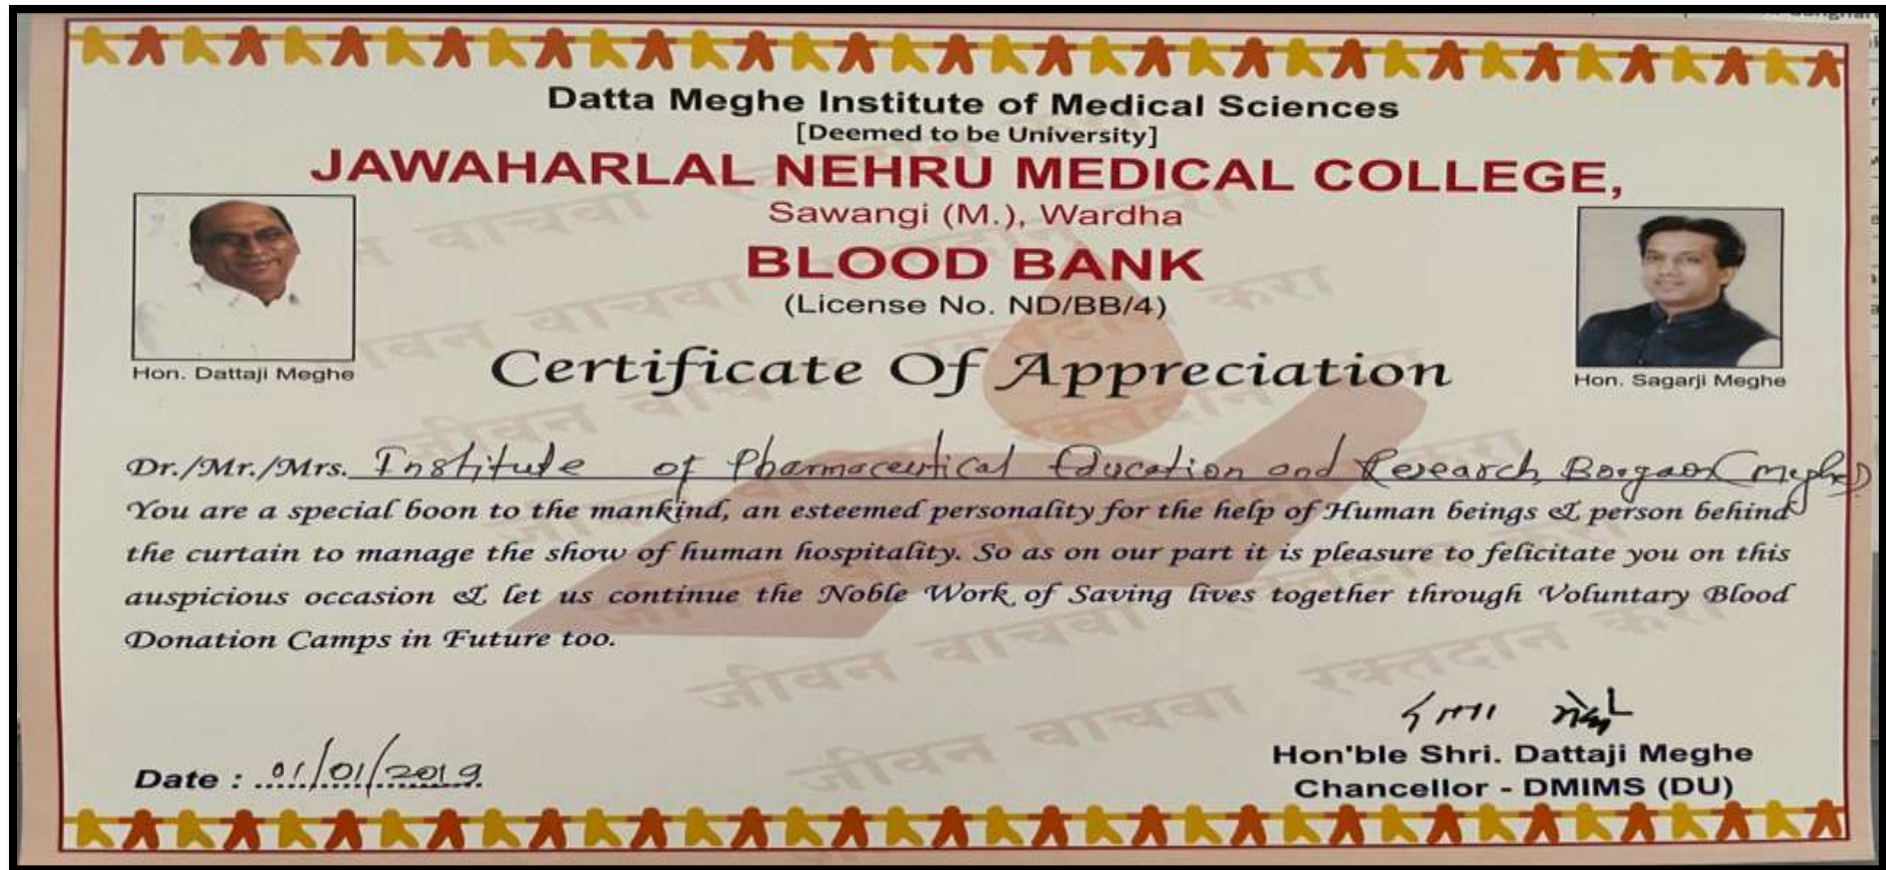 Datta Meghe Institute of Medical Sciences
[Deemed to be University]
JAWAHARLAL NEHRU MEDICAL COLLEGE,
Sawangi (M.), Wardha
BLOOD BANK
(License No. ND/BB/4)
Hon. Dattaji Meghe
Certificate Of Appreciation
Hon. Sagarji Meghe
Dr./Mr./Mrs. Institute of Pharmaceutical Education and Research, Borgaon (Meghe)
You are a special boon to the mankind, an esteemed personality for the help of Human beings & person behind
the curtain to manage the show of human hospitality. So as on our part it is pleasure to felicitate you on this
auspicious occasion & let us continue the Noble Work of Saving lives together through Voluntary Blood
Donation Camps in Future too.
जीवन वाचवा रक्तदान करा
Date : 01/01/2019
Hon'ble Shri. Dattaji Meghe
Chancellor - DMIMS (DU)